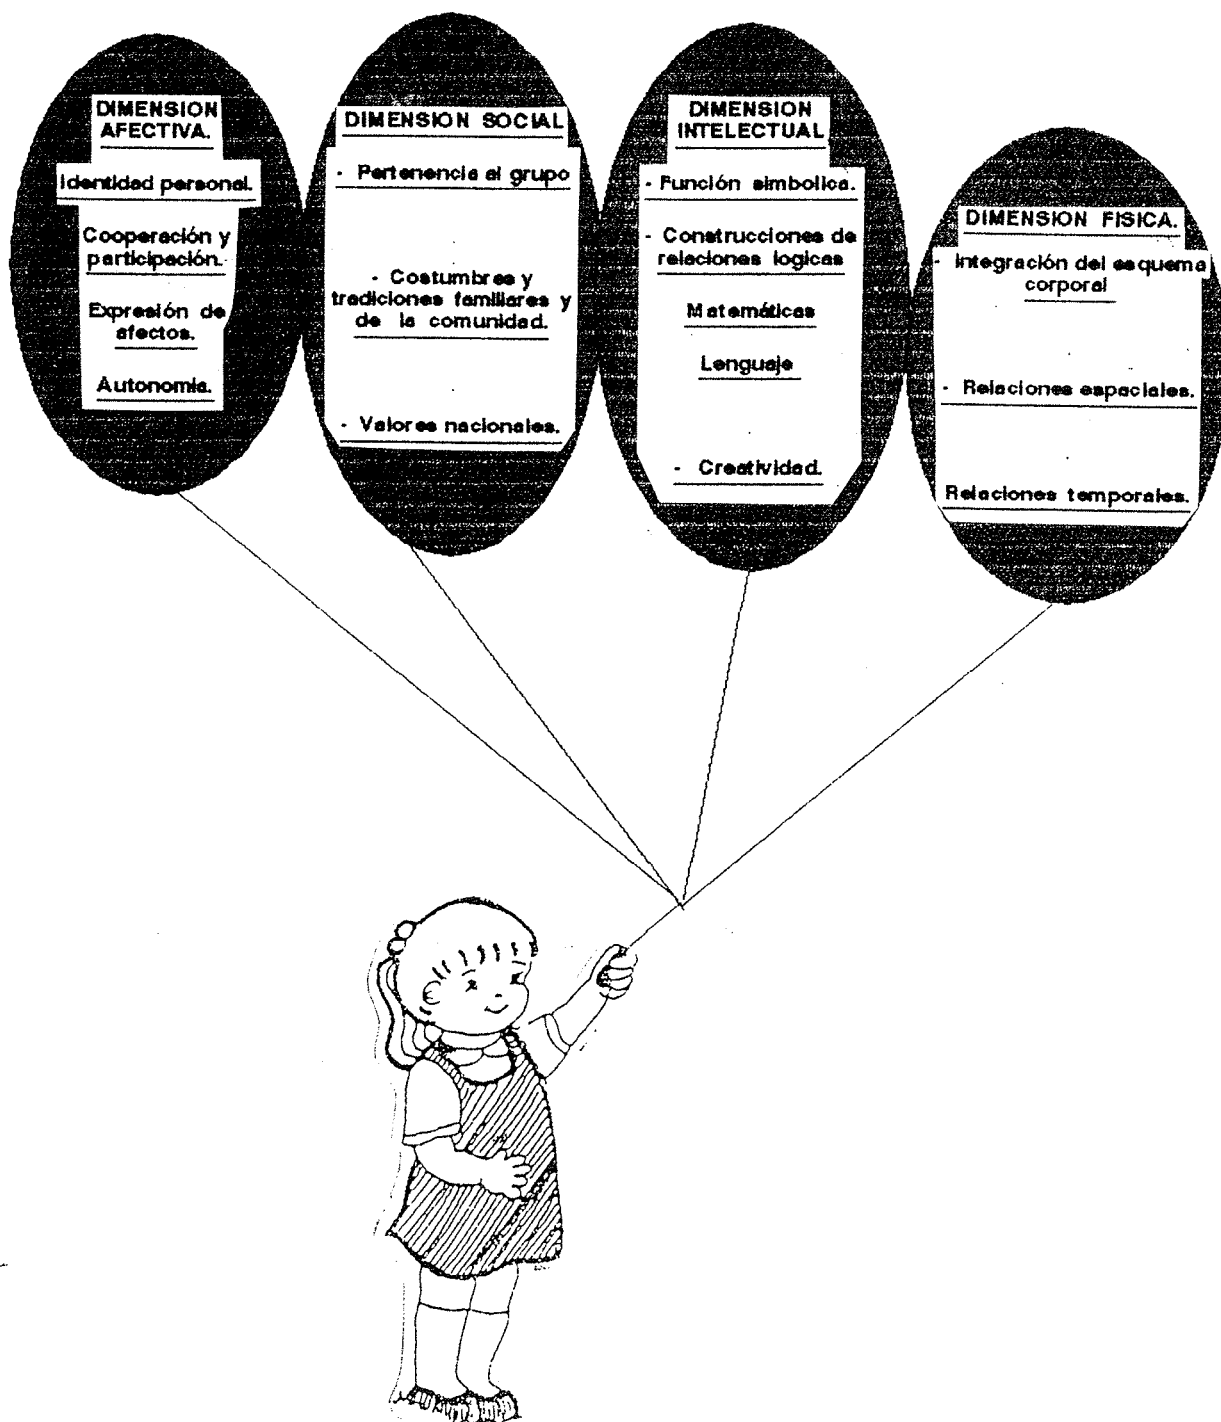 DIMENSION
AFECTIVA.
Identidad personal.
Cooperación y
participación.
Expresión de
afectos.
Autonomia.
DIMENSION SOCIAL
- Pertenencia al grupo
- Costumbres y
tradiciones familiares y
de la comunidad.
- Valores nacionales.
DIMENSION
INTELECTUAL
- Función simbolica.
- Construcciones de
relaciones logicas
Matemáticas
Lenguaje
- Creatividad.
DIMENSION FISICA.
- Integración del esquema
corporal
- Relaciones espaciales.
Relaciones temporales.